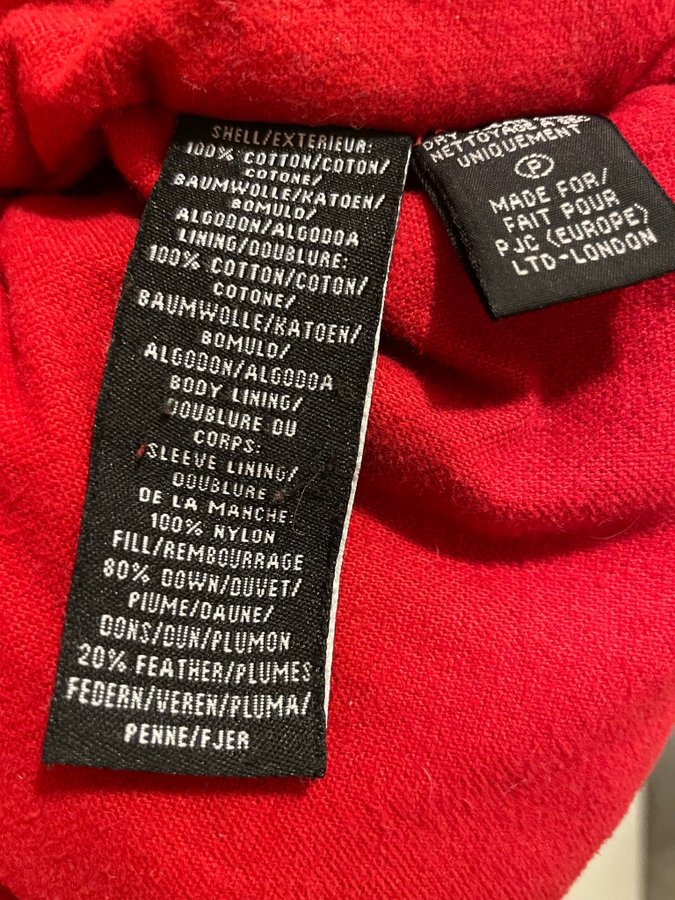 SHELL/EXTERIEUR:
100% COTTON/COTON/
COTONE/
BAUMWOLLE/KATOEN/
BOMULD/
ALGODON/ALGODOA
LINING/DOUBLURE:
100% COTTON/COTON/
COTONE/
BAUMWOLLE/KATOEN/
BOMULD/
ALGODON/ALGODOA
BODY LINING/
DOUBLURE DU
CORPS:
SLEEVE LINING/
DOUBLURE
DE LA MANCHE:
100% NYLON
FILL/REMBOURRAGE
80% DOWN/DUVET/
PIUME/DAUNE/
DONS/DUN/PLUMON
20% FEATHER/PLUMES
FEDERN/VEREN/PLUMA/
PENNE/FJER
DRY
NETTOYAGE A SEC
UNIQUEMENT
P
MADE FOR/
FAIT POUR
PJC (EUROPE)
LTD-LONDON